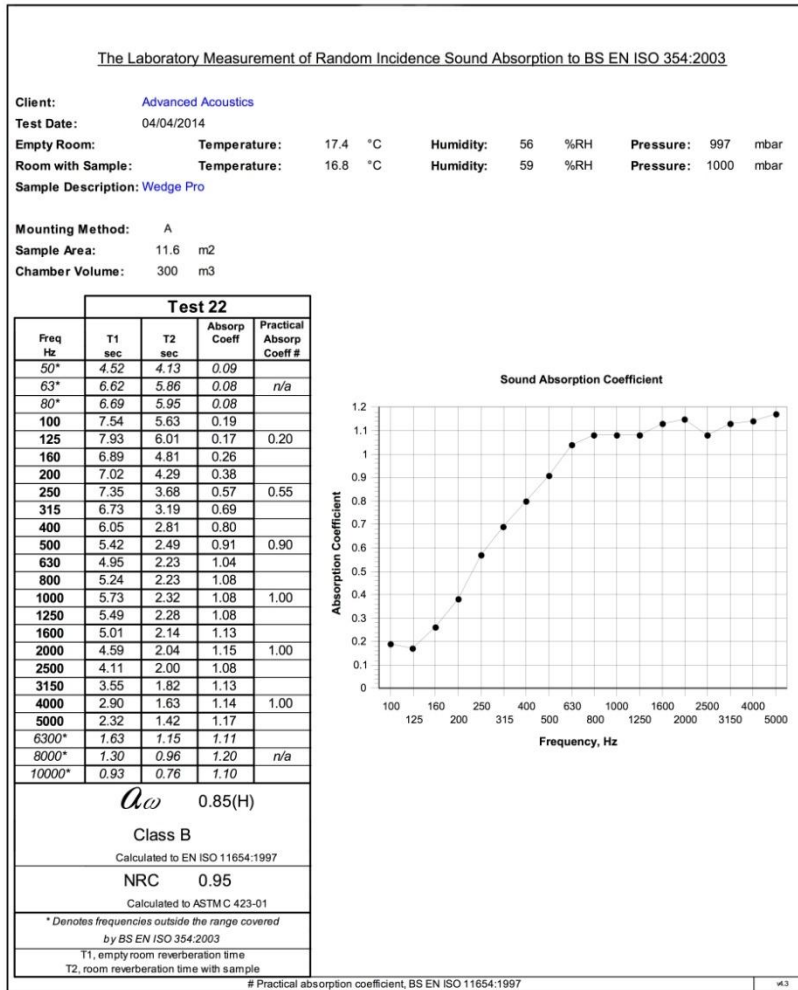 The Laboratory Measurement of Random Incidence Sound Absorption to BS EN ISO 354:2003
Client: Advanced Acoustics
Test Date: 04/04/2014
Empty Room: Temperature: 17.4 °C Humidity: 56 %RH Pressure: 997 mbar
Room with Sample: Temperature: 16.8 °C Humidity: 59 %RH Pressure: 1000 mbar
Sample Description: Wedge Pro
Mounting Method: A
Sample Area: 11.6 m2
Chamber Volume: 300 m3
Test 22
Freq Hz T1 sec T2 sec Absorp Coeff Practical Absorp Coeff #
50* 4.52 4.13 0.09
63* 6.62 5.86 0.08 n/a
80* 6.69 5.95 0.08
100 7.54 5.63 0.19
125 7.93 6.01 0.17 0.20
160 6.89 4.81 0.26
200 7.02 4.29 0.38
250 7.35 3.68 0.57 0.55
315 6.73 3.19 0.69
400 6.05 2.81 0.80
500 5.42 2.49 0.91 0.90
630 4.95 2.23 1.04
800 5.24 2.23 1.08
1000 5.73 2.32 1.08 1.00
1250 5.49 2.28 1.08
1600 5.01 2.14 1.13
2000 4.59 2.04 1.15 1.00
2500 4.11 2.00 1.08
3150 3.55 1.82 1.13
4000 2.90 1.63 1.14 1.00
5000 2.32 1.42 1.17
6300* 1.63 1.15 1.11
8000* 1.30 0.96 1.20 n/a
10000* 0.93 0.76 1.10
αω 0.85(H)
Class B
Calculated to EN ISO 11654:1997
NRC 0.95
Calculated to ASTM C 423-01
* Denotes frequencies outside the range covered
by BS EN ISO 354:2003
T1, empty room reverberation time
T2, room reverberation time with sample
Sound Absorption Coefficient
Absorption Coefficient
1.2
1.1
1
0.9
0.8
0.7
0.6
0.5
0.4
0.3
0.2
0.1
0
100 160 250 400 630 1000 1600 2500 4000
125 200 315 500 800 1250 2000 3150 5000
Frequency, Hz
# Practical absorption coefficient, BS EN ISO 11654:1997
v4.3